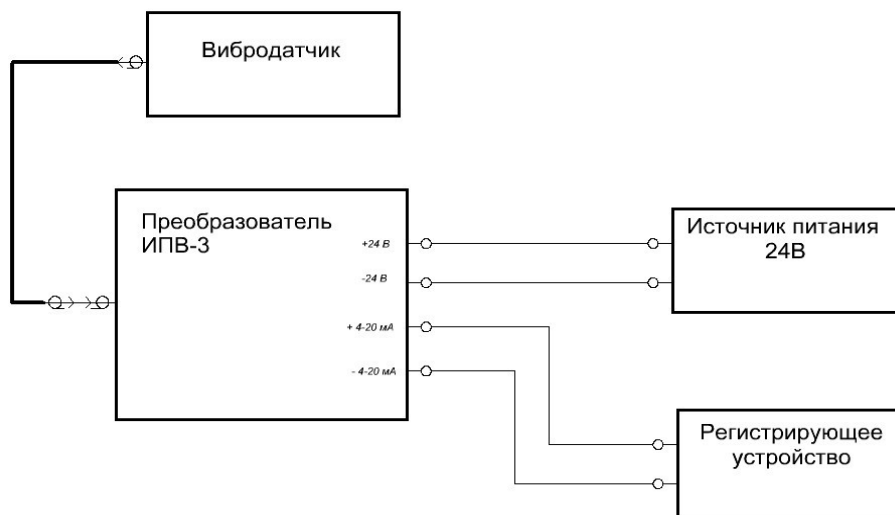 Вибродатчик
Преобразователь
ИПВ-3
+24 В
-24 В
+ 4-20 мА
- 4-20 мА
Источник питания
24В
Регистрирующее
устройство